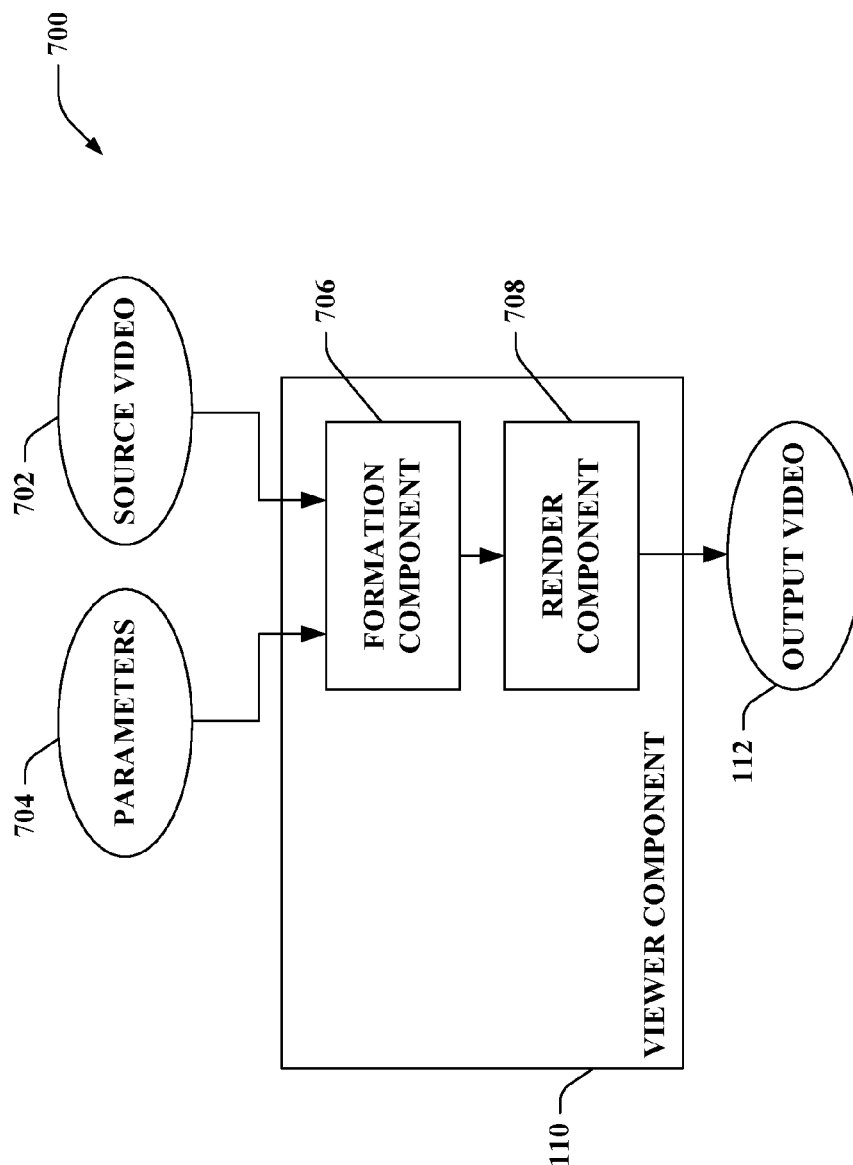 700
704
702
PARAMETERS
SOURCE VIDEO
706
FORMATION
COMPONENT
708
RENDER
COMPONENT
110
VIEWER COMPONENT
112
OUTPUT VIDEO